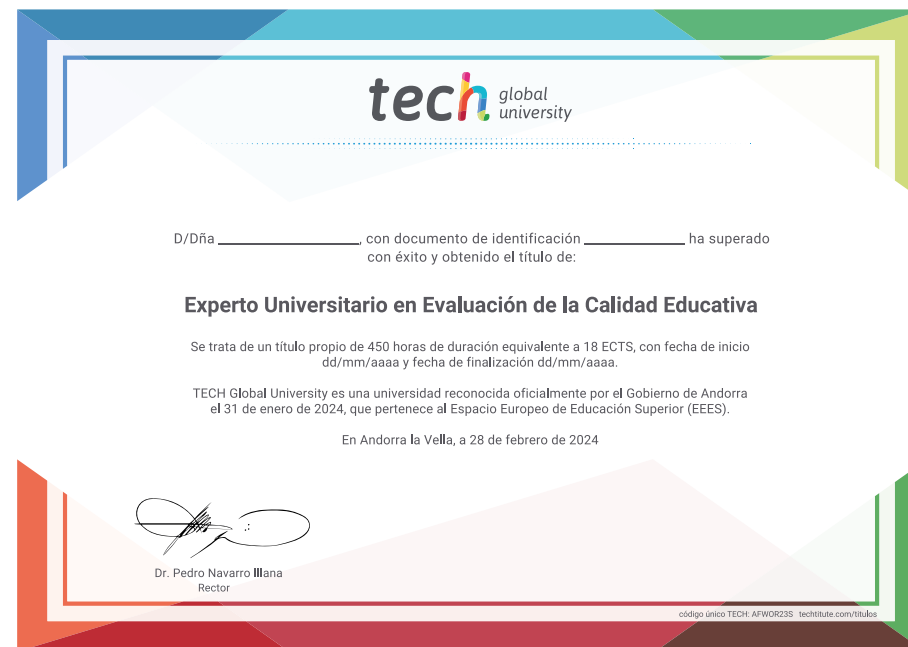 tech global university
D/Dña ____________________, con documento de identificación ______________ ha superado
con éxito y obtenido el título de:
Experto Universitario en Evaluación de la Calidad Educativa
Se trata de un título propio de 450 horas de duración equivalente a 18 ECTS, con fecha de inicio
dd/mm/aaaa y fecha de finalización dd/mm/aaaa.
TECH Global University es una universidad reconocida oficialmente por el Gobierno de Andorra
el 31 de enero de 2024, que pertenece al Espacio Europeo de Educación Superior (EEES).
En Andorra la Vella, a 28 de febrero de 2024
Dr. Pedro Navarro Illana
Rector
código único TECH: AFWOR23S techtitute.com/titulos